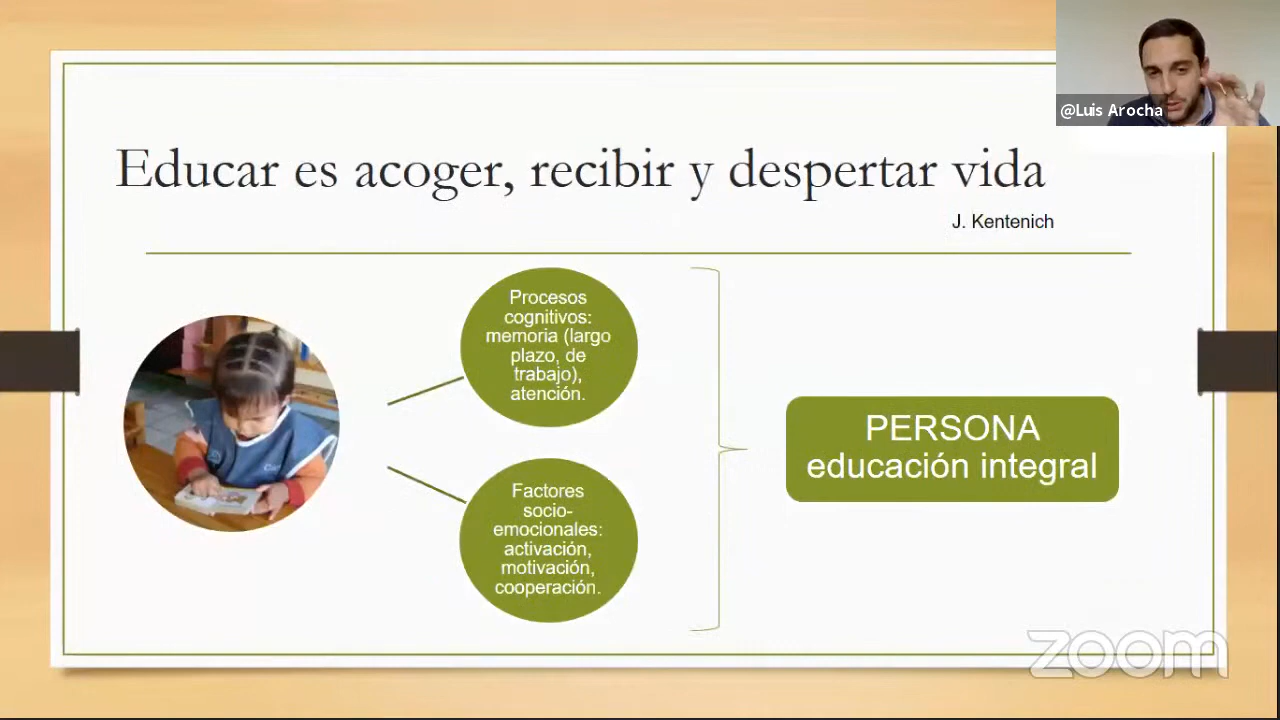 @Luis Arocha
Educar es acoger, recibir y despertar vida
J. Kentenich
Procesos
cognitivos:
memoria (largo
plazo, de
trabajo),
atención.
Factores
socio-
emocionales:
activación,
motivación,
cooperación.
PERSONA
educación integral
zoom